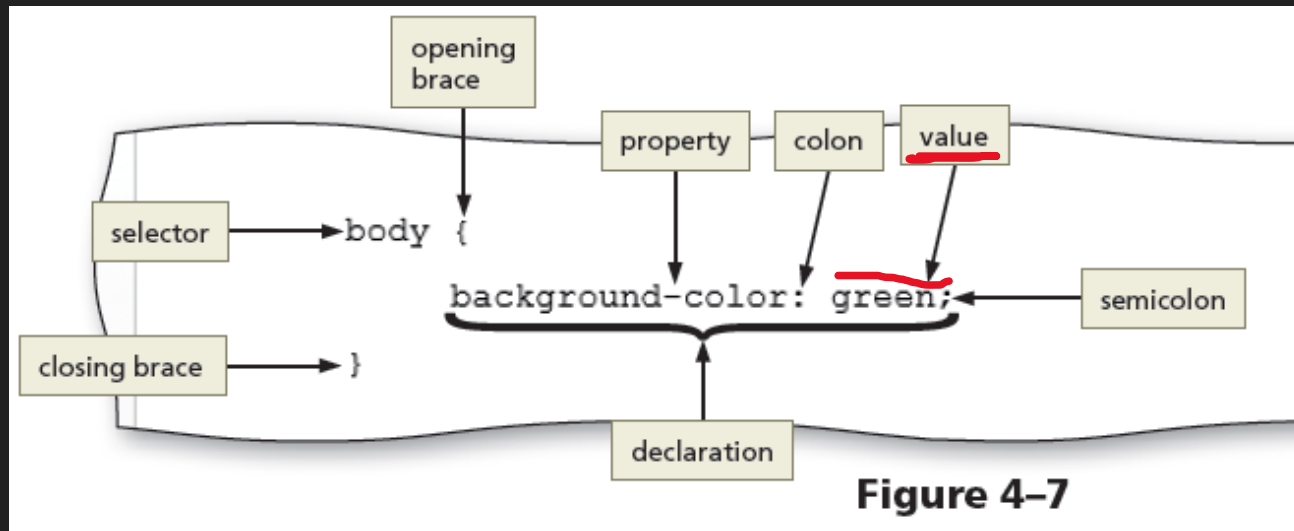 opening
brace
property
colon
value
selector
body {
background-color: green;
semicolon
closing brace
}
declaration
Figure 4–7